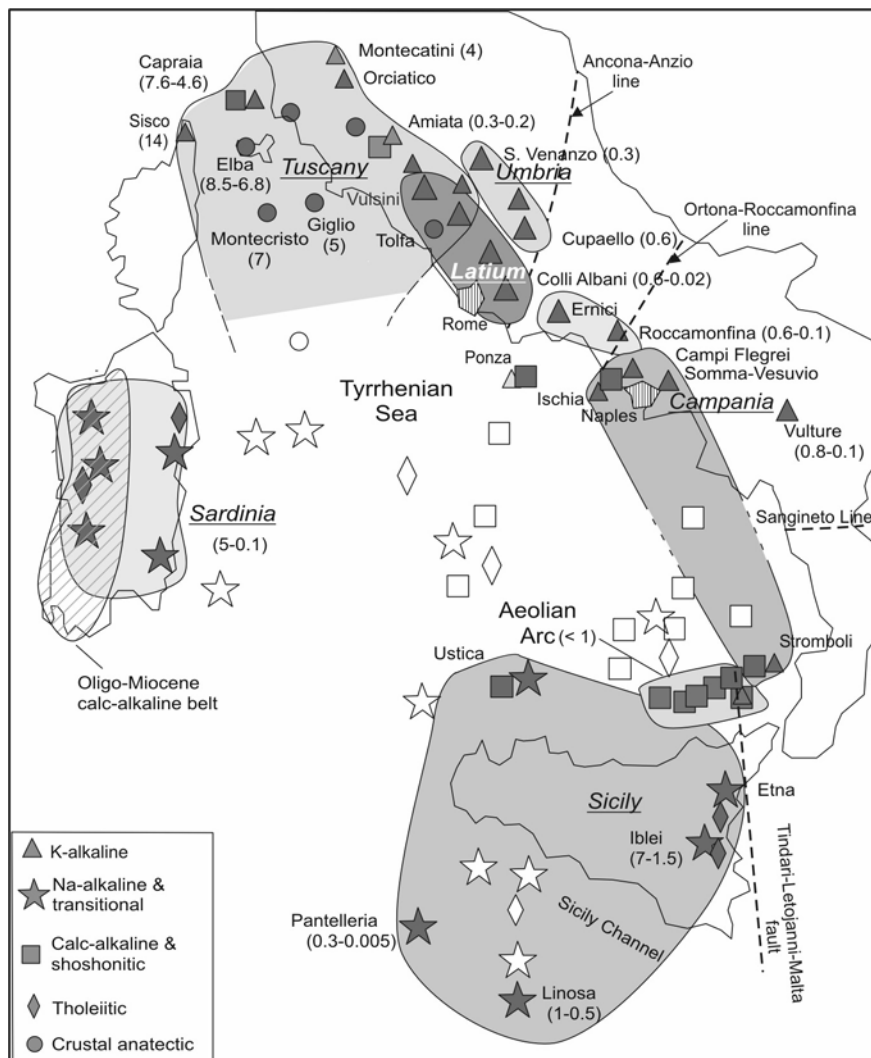 Montecatini (4)
Orciatico
Capraia
(7.6-4.6)
Ancona-Anzio
line
Sisco
(14)
Amiata (0.3-0.2)
S. Venanzo (0.3)
Umbria
Elba
(8.5-6.8)
Tuscany
Vulsini
Giglio
(5)
Montecristo
(7)
Tolfa
Ortona-Roccamonfina
line
Cupaello (0.6)
Latium
Colli Albani (0.6-0.02)
Rome
Ernici
Roccamonfina (0.6-0.1)
Ponza
Campi Flegrei
Somma-Vesuvio
Tyrrhenian
Sea
Ischia
Naples
Campania
Vulture
(0.8-0.1)
Sardinia
(5-0.1)
Sangineto Line
Aeolian
Arc (< 1)
Stromboli
Ustica
Oligo-Miocene
calc-alkaline belt
Etna
Sicily
Iblei
(7-1.5)
Tindari-Letojanni-Malta
fault
Sicily Channel
Pantelleria
(0.3-0.005)
Linosa
(1-0.5)
K-alkaline
Na-alkaline &
transitional
Calc-alkaline &
shoshonitic
Tholeiitic
Crustal anatectic